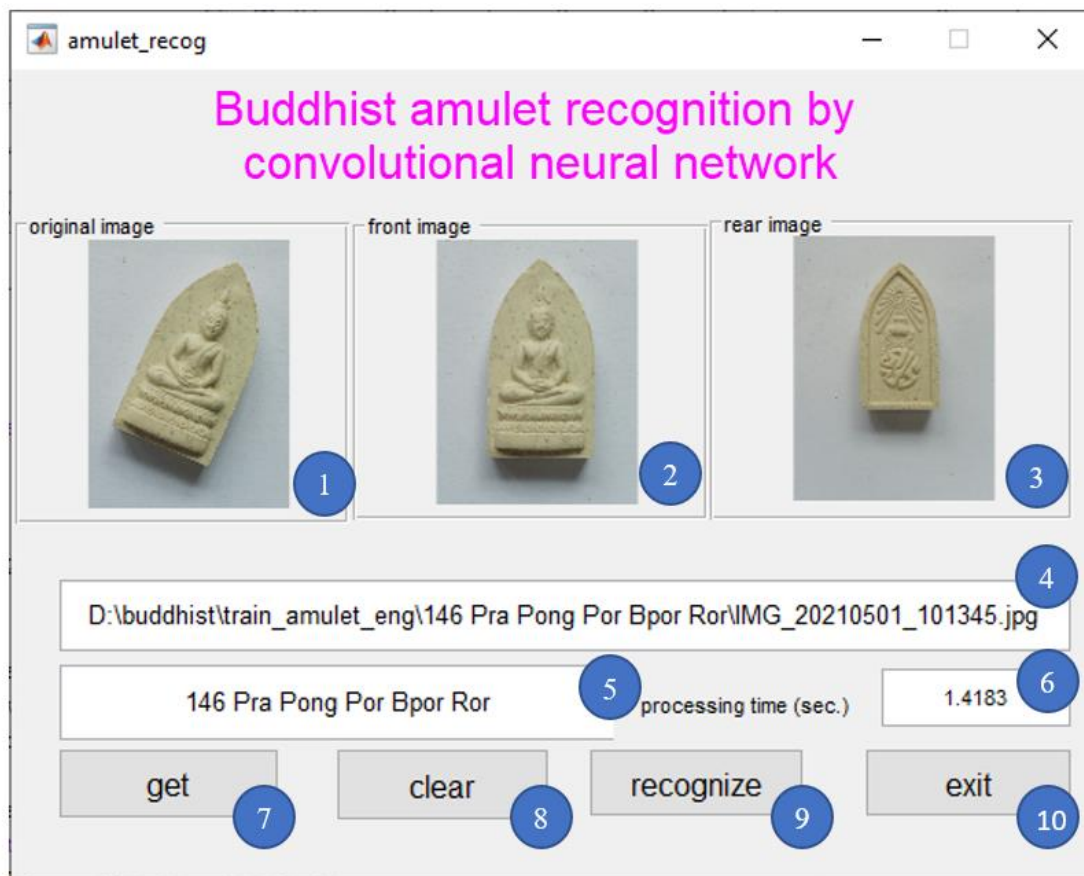 amulet_recog
Buddhist amulet recognition by
convolutional neural network
original image
front image
rear image
1
2
3
4
D:\buddhist\train_amulet_eng\146 Pra Pong Por Bpor Ror\IMG_20210501_101345.jpg
146 Pra Pong Por Bpor Ror
5
processing time (sec.)
1.4183
6
get
7
clear
8
recognize
9
exit
10